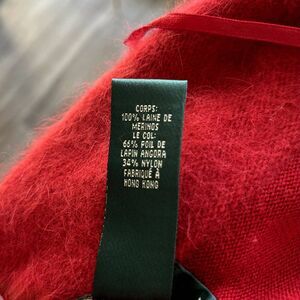 CORPS:
100% LAINE DE
MERINOS
LE COL:
66% POIL DE
LAPIN ANGORA
34% NYLON
FABRIQUÉ À
HONG KONG